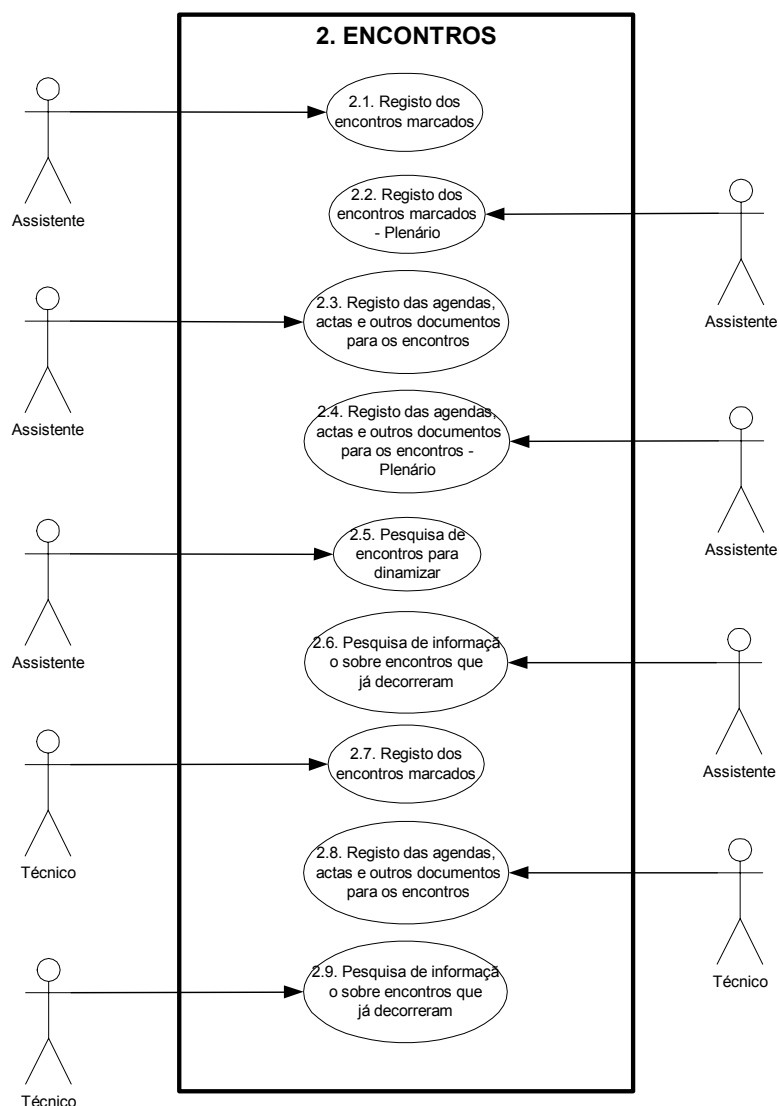 2. ENCONTROS
2.1. Registo dos
encontros marcados
Assistente
2.2. Registo dos
encontros marcados
- Plenário
Assistente
2.3. Registo das agendas,
actas e outros documentos
para os encontros
Assistente
2.4. Registo das agendas,
actas e outros documentos
para os encontros -
Plenário
Assistente
2.5. Pesquisa de
encontros para
dinamizar
Assistente
2.6. Pesquisa de informaçã
o sobre encontros que
já decorreram
Assistente
2.7. Registo dos
encontros marcados
Técnico
2.8. Registo das agendas,
actas e outros documentos
para os encontros
Técnico
2.9. Pesquisa de informaçã
o sobre encontros que
já decorreram
Técnico